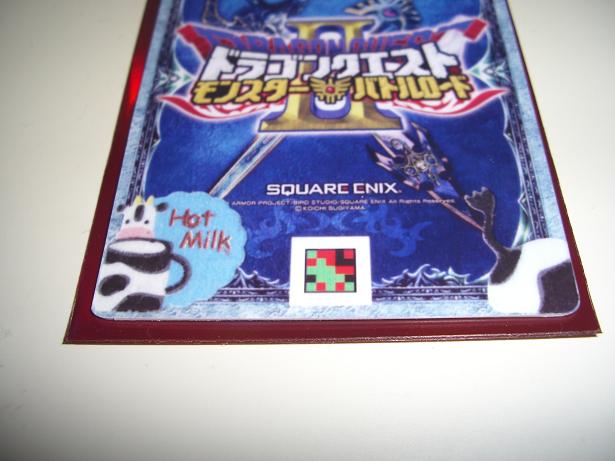 ドラゴンクエスト
モンスターバトルロード
II
SQUARE ENIX.
ARMOR PROJECT/BIRD STUDIO/SQUARE ENIX All Rights Reserved.
© KOICHI SUGIYAMA
Hot
Milk